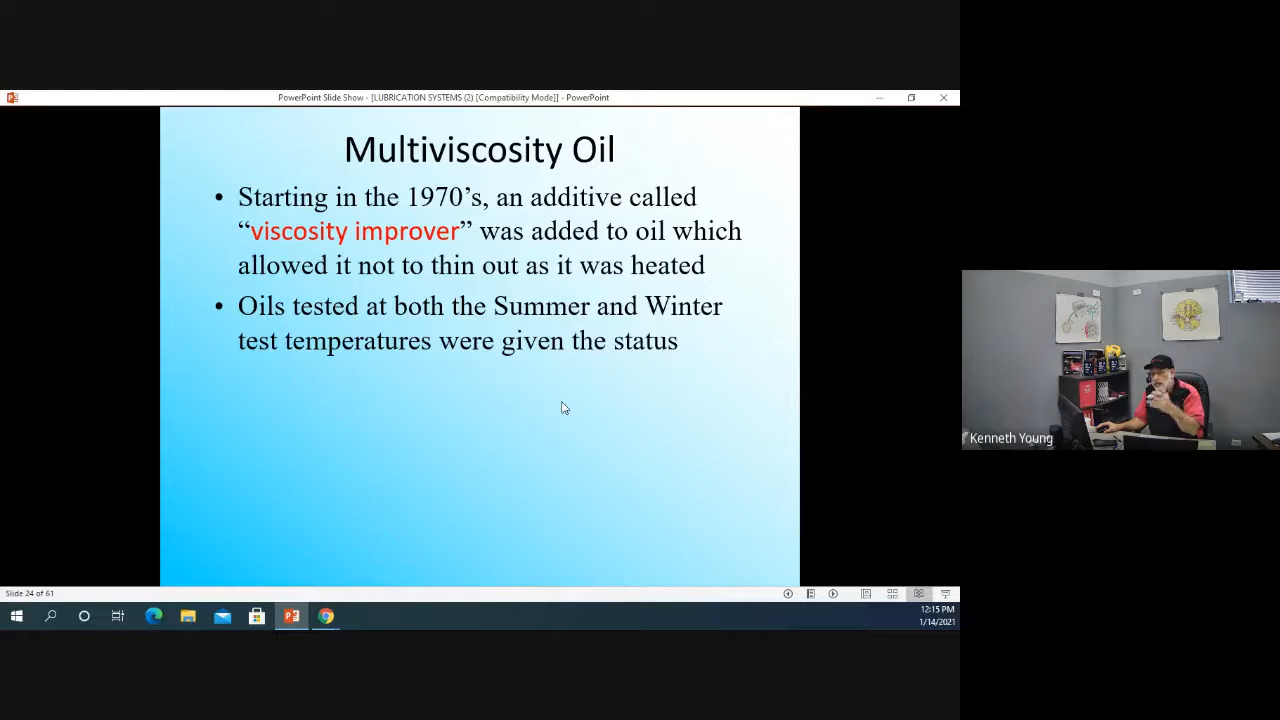 PowerPoint Slide Show - [LUBRICATION SYSTEMS (2) [Compatibility Mode]] - PowerPoint
Multiviscosity Oil
• Starting in the 1970’s, an additive called
“viscosity improver” was added to oil which
allowed it not to thin out as it was heated
• Oils tested at both the Summer and Winter
test temperatures were given the status
Kenneth Young
Slide 24 of 61
12:15 PM
1/14/2021